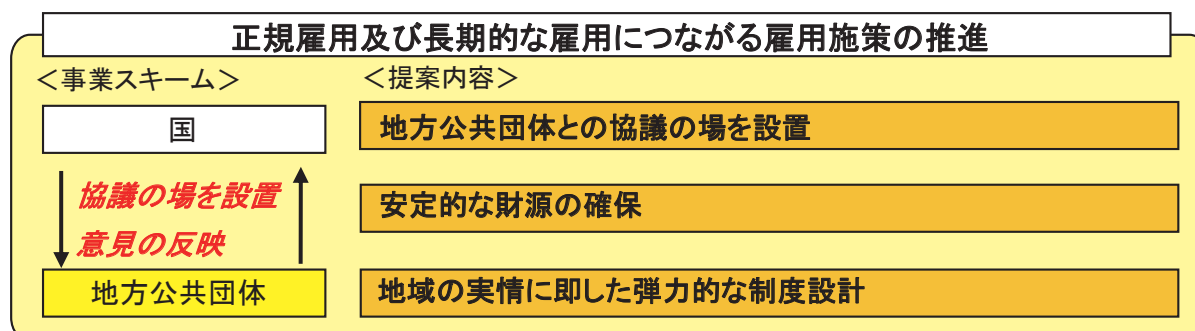 正規雇用及び長期的な雇用につながる雇用施策の推進
＜事業スキーム＞
＜提案内容＞
国
地方公共団体との協議の場を設置
協議の場を設置
意見の反映
安定的な財源の確保
地方公共団体
地域の実情に即した弾力的な制度設計